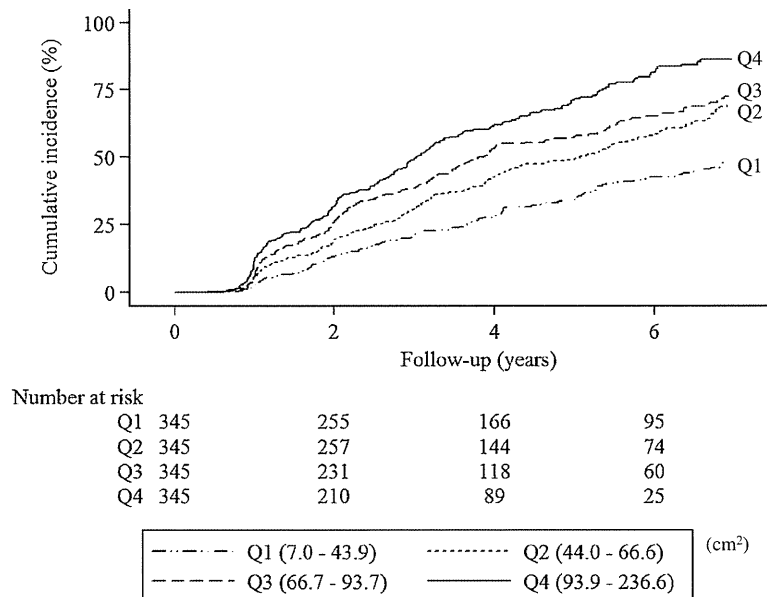 Cumulative incidence (%)
100
75
50
25
0
Q4
Q3
Q2
Q1
0 2 4 6
Follow-up (years)
Number at risk
Q1 345 255 166 95
Q2 345 257 144 74
Q3 345 231 118 60
Q4 345 210 89 25
Q1 (7.0 - 43.9) Q2 (44.0 - 66.6) (cm²)
Q3 (66.7 - 93.7) Q4 (93.9 - 236.6)